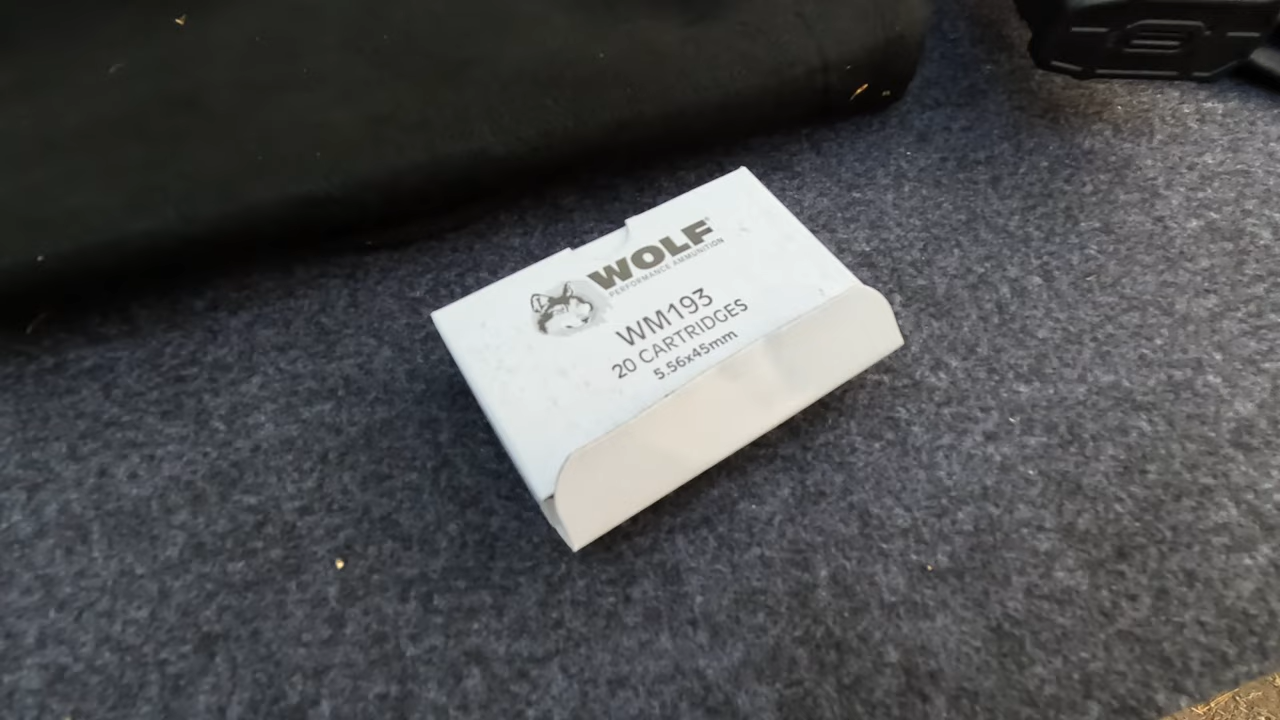 WOLF®
PERFORMANCE AMMUNITION
WM193
20 CARTRIDGES
5.56x45mm